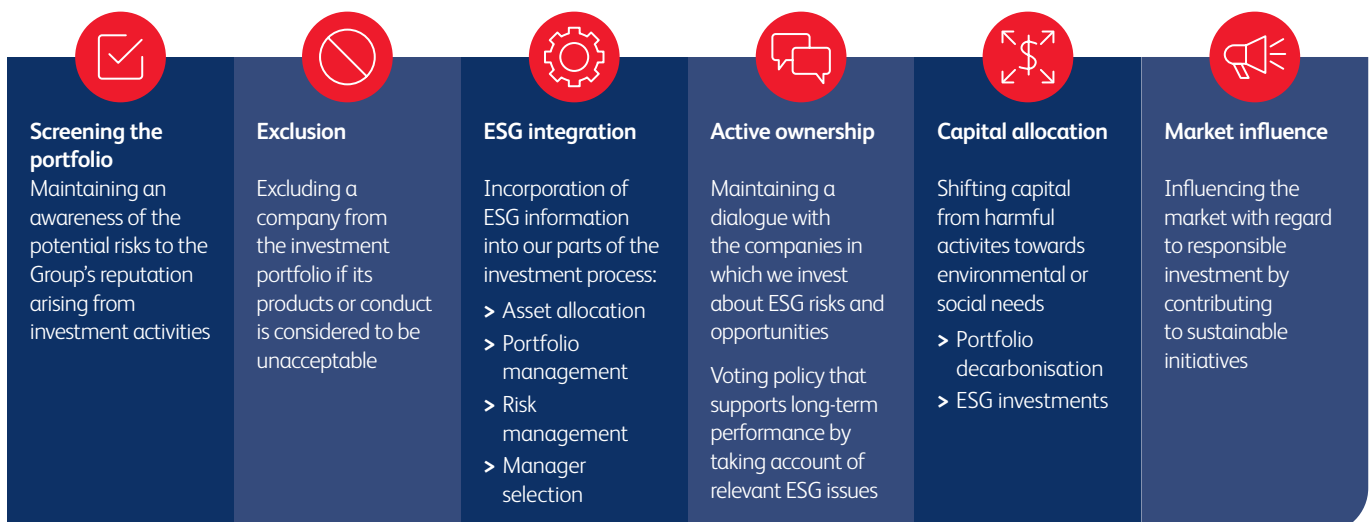 Screening the
portfolio
Maintaining an
awareness of the
potential risks to the
Group's reputation
arising from
investment activities
Exclusion
Excluding a
company from
the investment
portfolio if its
products or conduct
is considered to be
unacceptable
ESG integration
Incorporation of
ESG information
into our parts of the
investment process:
> Asset allocation
> Portfolio
management
> Risk
management
> Manager
selection
Active ownership
Maintaining a
dialogue with
the companies in
which we invest
about ESG risks and
opportunities
Voting policy that
supports long-term
performance by
taking account of
relevant ESG issues
$
Capital allocation
Shifting capital
from harmful
activites towards
environmental or
social needs
> Portfolio
decarbonisation
> ESG investments
Market influence
Influencing the
market with regard
to responsible
investment by
contributing
to sustainable
initiatives